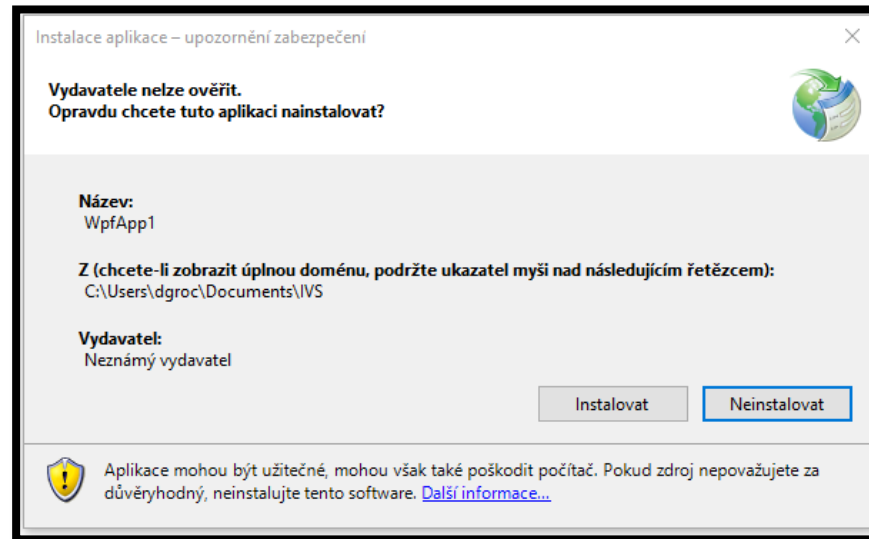 Instalace aplikace – upozornění zabezpečení
Vydavatele nelze ověřit.
Opravdu chcete tuto aplikaci nainstalovat?
Název:
WpfApp1
Z (chcete-li zobrazit úplnou doménu, podržte ukazatel myši nad následujícím řetězcem):
C:\Users\dgroc\Documents\IVS
Vydavatel:
Neznámý vydavatel
Instalovat
Neinstalovat
Aplikace mohou být užitečné, mohou však také poškodit počítač. Pokud zdroj nepovažujete za
důvěryhodný, neinstalujte tento software. Další informace...